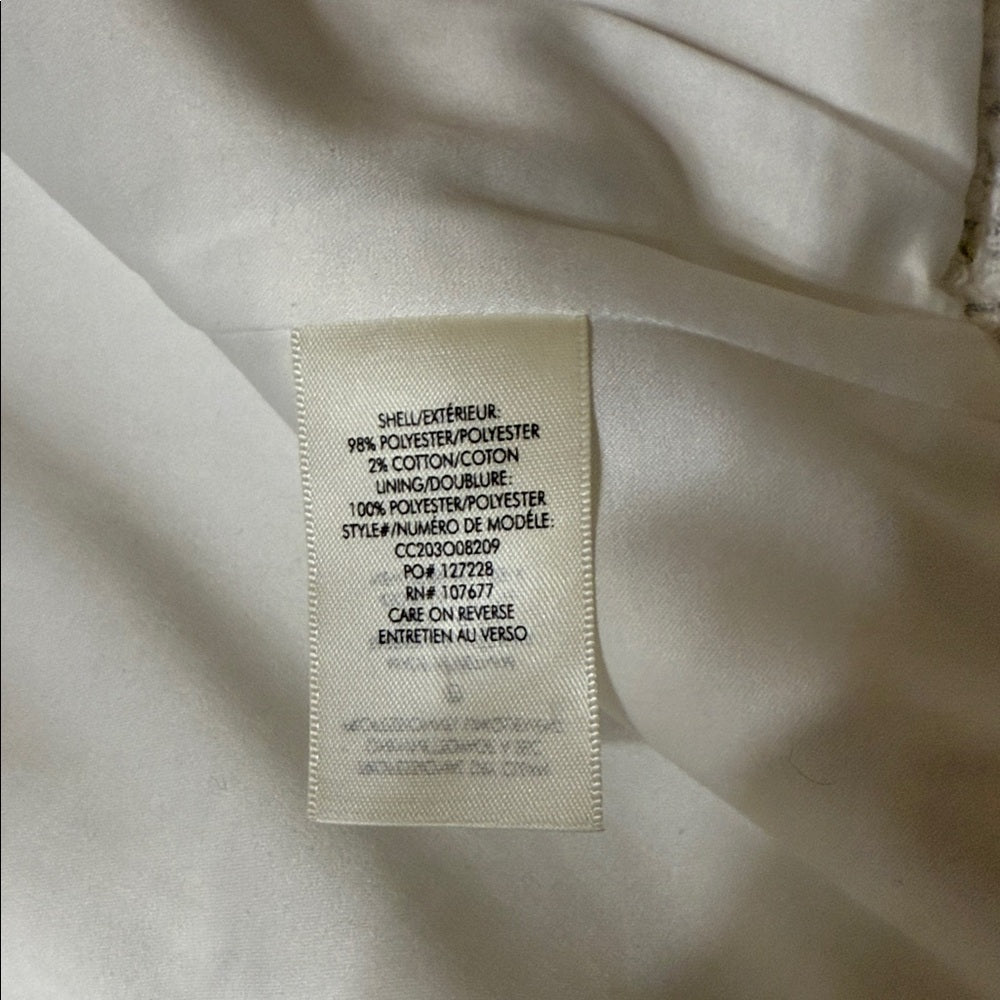 SHELL/EXTÉRIEUR:
98% POLYESTER/POLYESTER
2% COTTON/COTON
LINING/DOUBLURE:
100% POLYESTER/POLYESTER
STYLE#/NUMÉRO DE MODÉLE:
CC203O08209
PO# 127228
RN# 107677
CARE ON REVERSE
ENTRETIEN AU VERSO